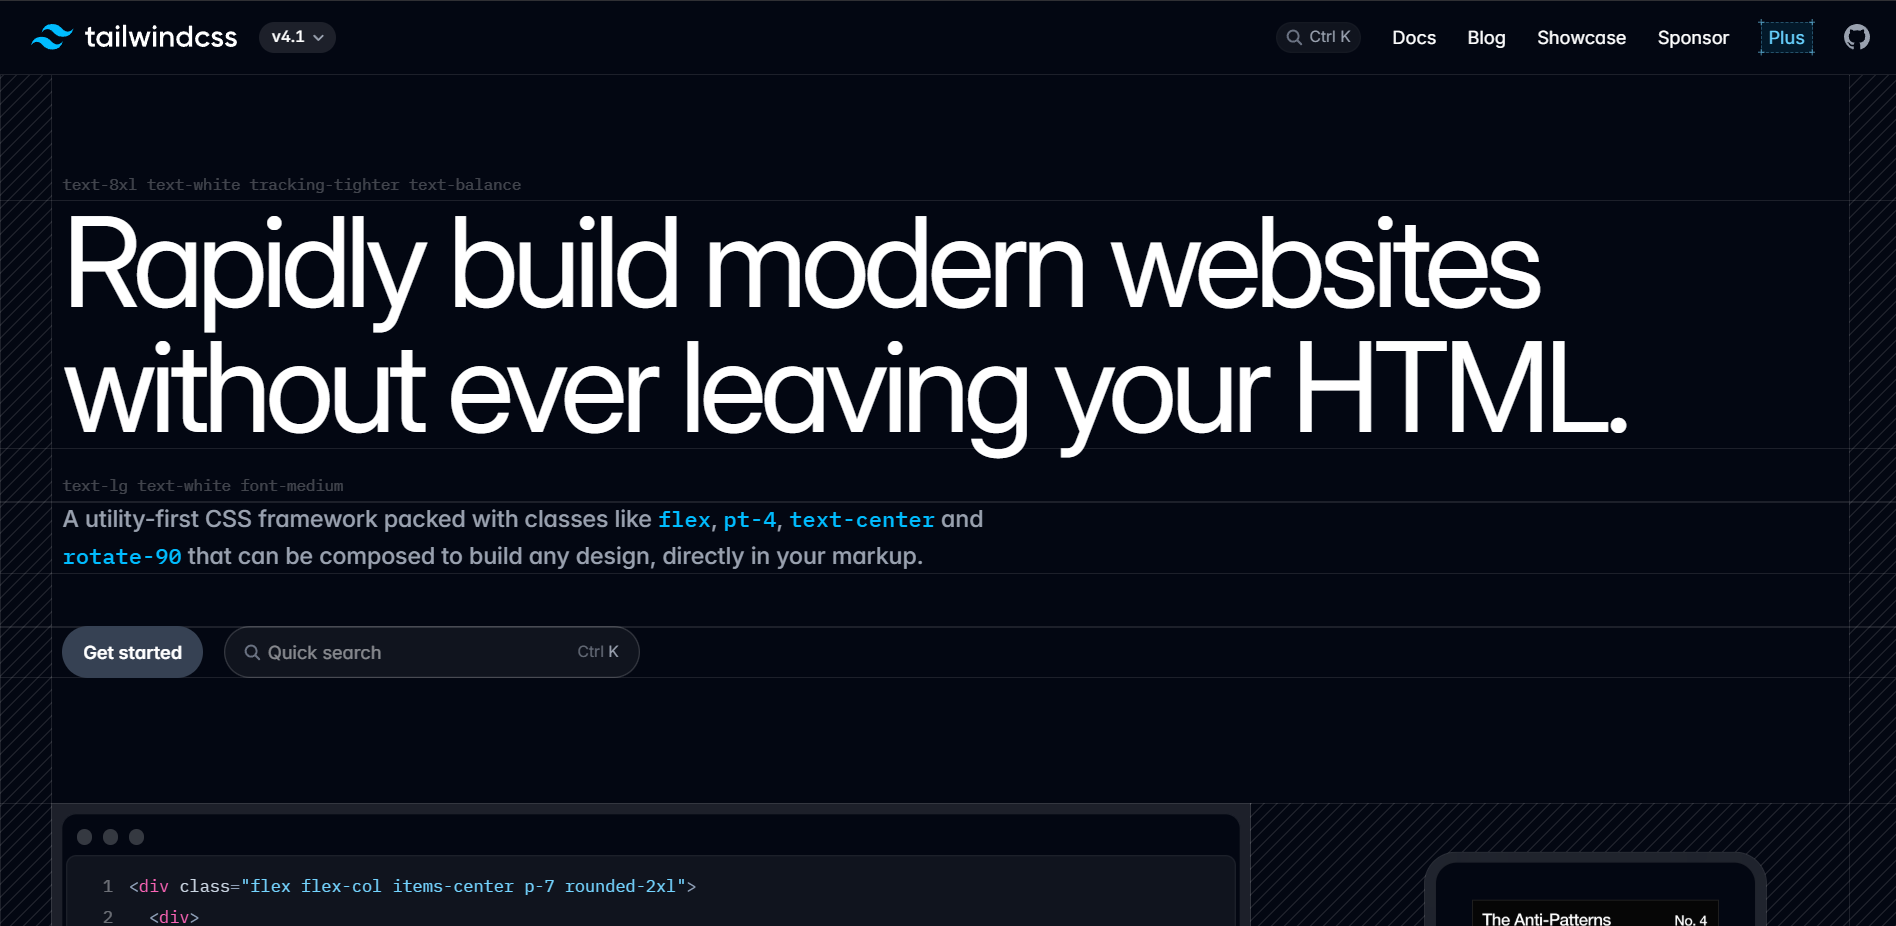 tailwindcss
v4.1
Ctrl K
Docs
Blog
Showcase
Sponsor
Plus
text-8xl text-white tracking-tighter text-balance
Rapidly build modern websites
without ever leaving your HTML.
text-lg text-white font-medium
A utility-first CSS framework packed with classes like flex, pt-4, text-center and
rotate-90 that can be composed to build any design, directly in your markup.
Get started
Quick search
Ctrl K
1 <div class="flex flex-col items-center p-7 rounded-2xl">
2 <div>
The Anti-Patterns
No. 4